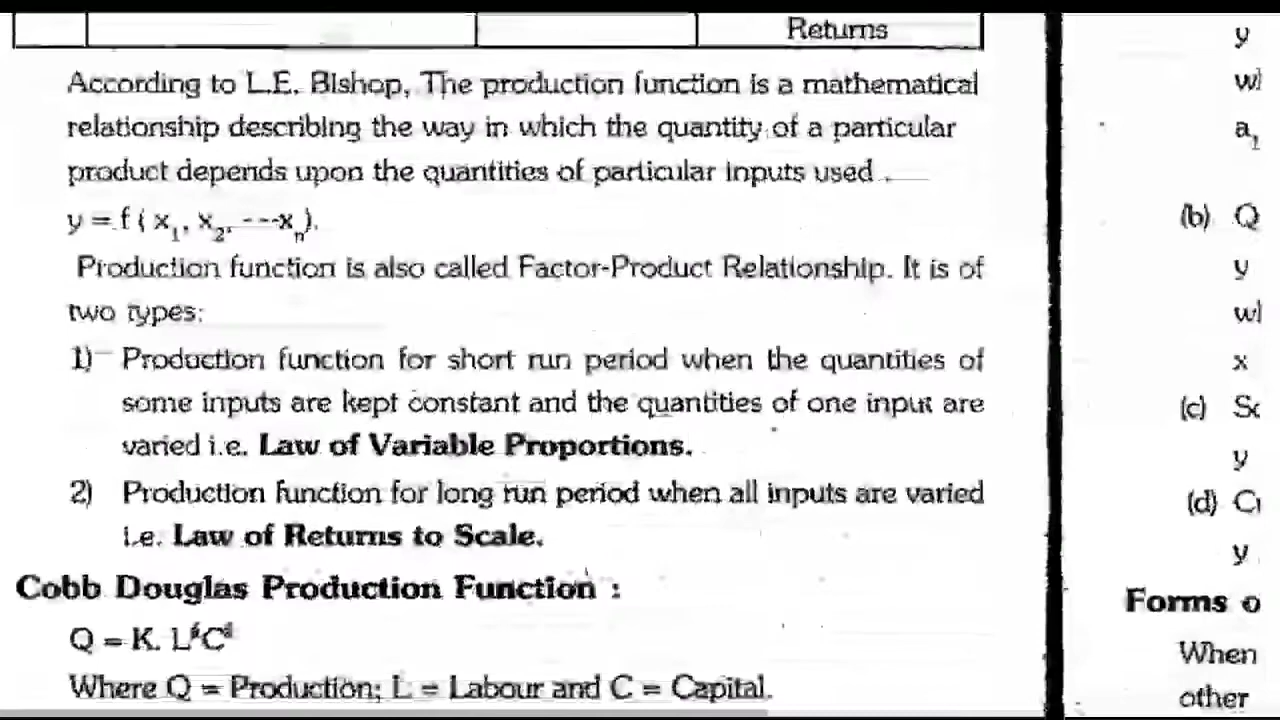 Returns
According to L.E. Bishop, The production function is a mathematical
relationship describing the way in which the quantity of a particular
product depends upon the quantities of particular inputs used .
y = f ( x₁, x₂, ---xₙ).
Production function is also called Factor-Product Relationship. It is of
two types:
1) Production function for short run period when the quantities of
some inputs are kept constant and the quantities of one input are
varied i.e. Law of Variable Proportions.
2) Production function for long run period when all inputs are varied
i.e. Law of Returns to Scale.
Cobb Douglas Production Function :
Q = K. L C
Where Q = Production; L = Labour and C = Capital.
y
a₁
(b) Q
y
x
(c)
y
(d)
y
Forms o
When
other